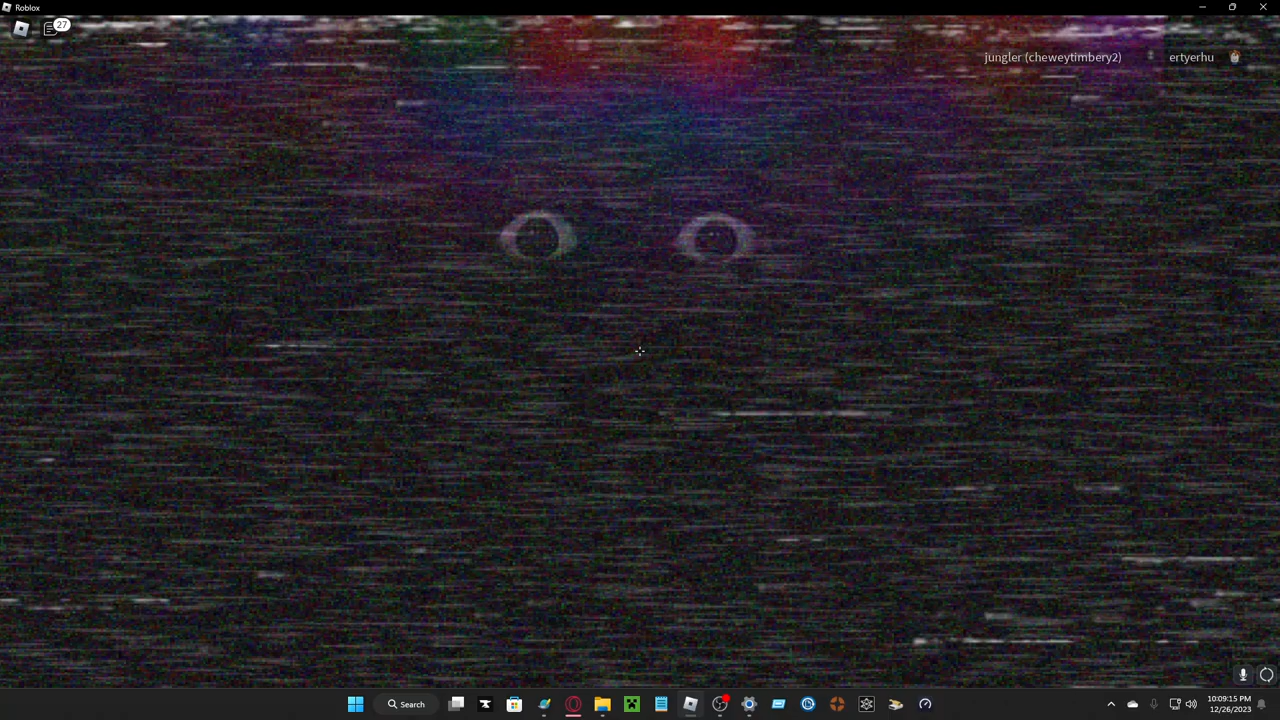 Roblox
27
jungler (cheweytimbery2)
ertyerhu
Search
10:09:15 PM
12/26/2023